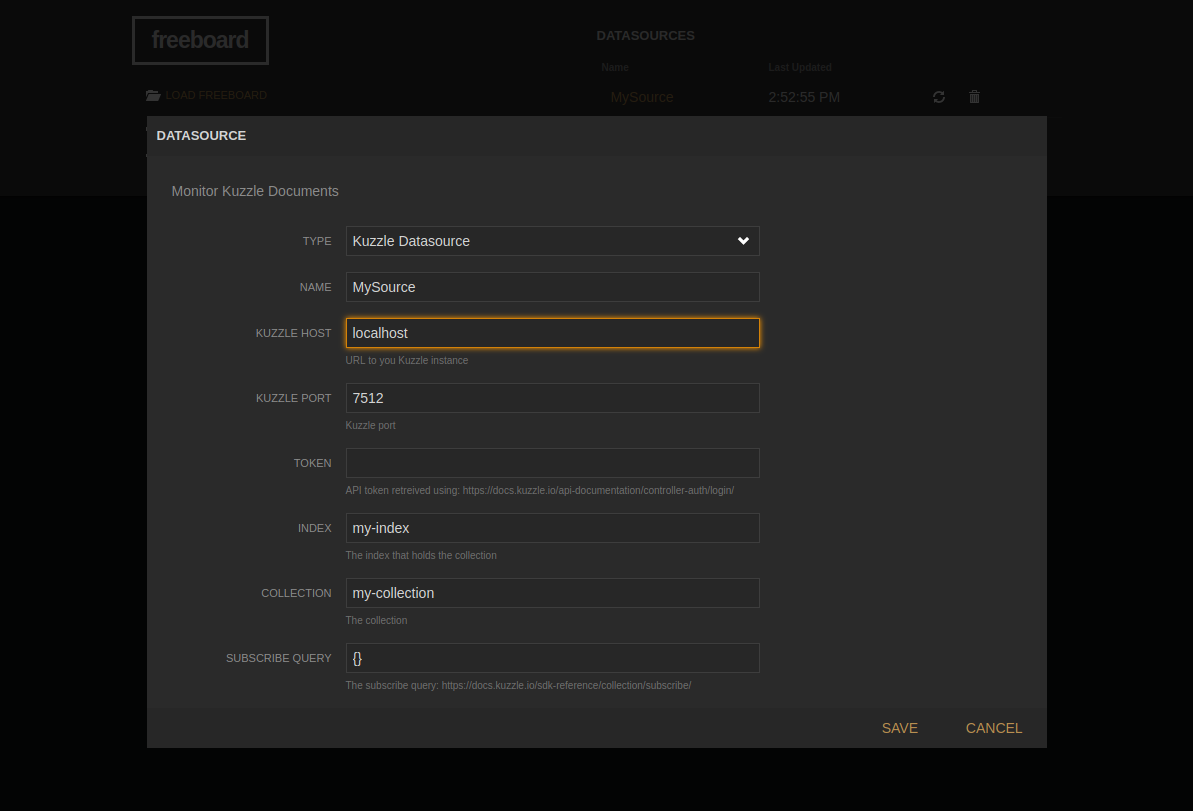 freeboard
DATASOURCES
Name Last Updated
LOAD FREEBOARD
MySource 2:52:55 PM
DATASOURCE
Monitor Kuzzle Documents
TYPE Kuzzle Datasource
NAME MySource
KUZZLE HOST localhost
URL to you Kuzzle instance
KUZZLE PORT 7512
Kuzzle port
TOKEN
API token retreived using: https://docs.kuzzle.io/api-documentation/controller-auth/login/
INDEX my-index
The index that holds the collection
COLLECTION my-collection
The collection
SUBSCRIBE QUERY {}
The subscribe query: https://docs.kuzzle.io/sdk-reference/collection/subscribe/
SAVE CANCEL